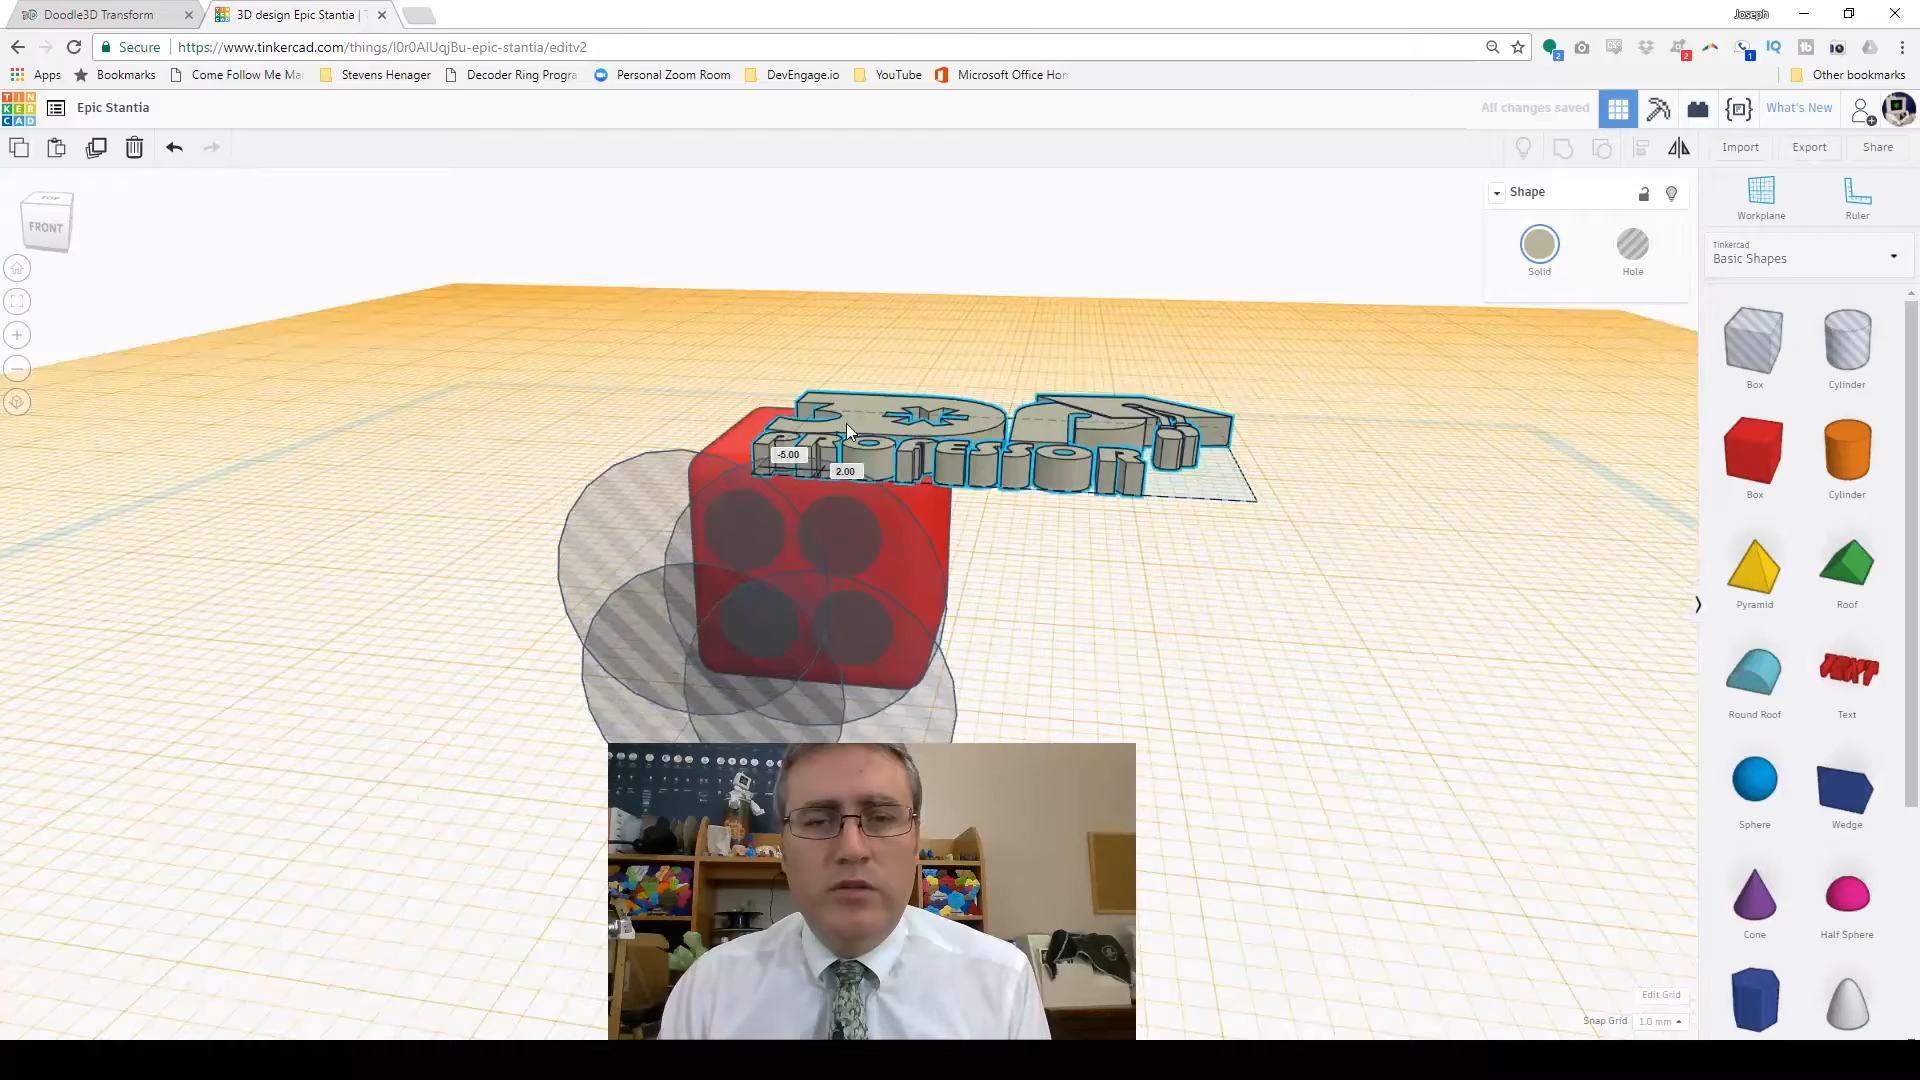 Doodle3D Transform
3D design Epic Stantia |
Joseph
Secure
https://www.tinkercad.com/things/l0r0AlUqjBu-epic-stantia/editv2
Apps
Bookmarks
Come Follow Me Ma
Stevens Henager
Decoder Ring Progra
Personal Zoom Room
DevEngage.io
YouTube
Microsoft Office Hom
Other bookmarks
TIN
KER
CAD
Epic Stantia
All changes saved
What's New
Import
Export
Share
TOP
FRONT
Shape
Solid
Hole
Workplane
Ruler
Tinkercad
Basic Shapes
Box
Cylinder
Box
Cylinder
Pyramid
Roof
Round Roof
TEXT
Text
Sphere
Wedge
Cone
Half Sphere
PROFESSOR
-5.00
2.00
Edit Grid
Snap Grid
1.0 mm